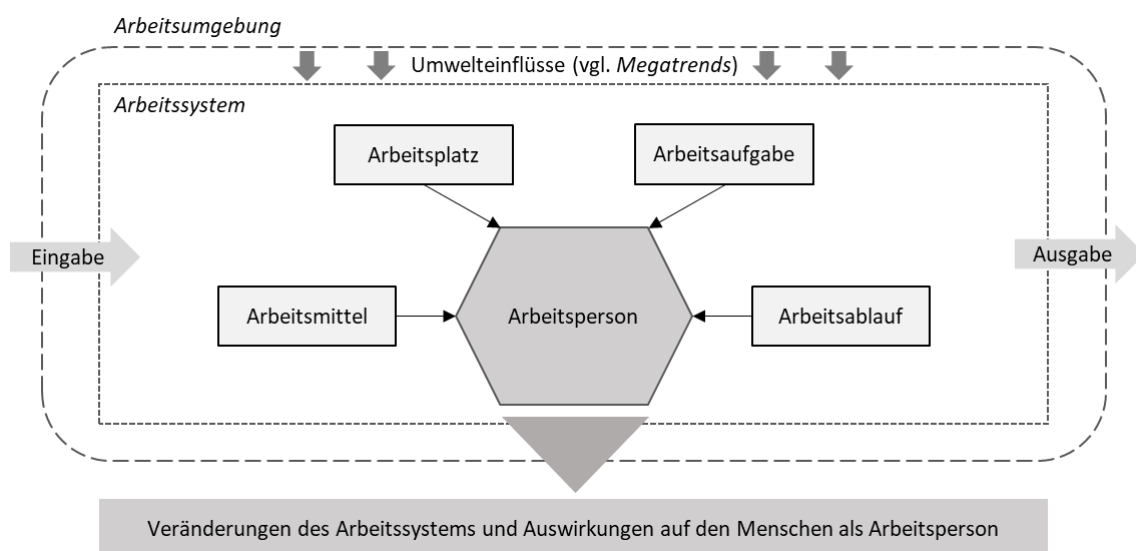 Arbeitsumgebung
Umwelteinflüsse (vgl. Megatrends)
Arbeitssystem
Arbeitsplatz
Arbeitsaufgabe
Eingabe
Ausgabe
Arbeitsmittel
Arbeitsperson
Arbeitsablauf
Veränderungen des Arbeitssystems und Auswirkungen auf den Menschen als Arbeitsperson